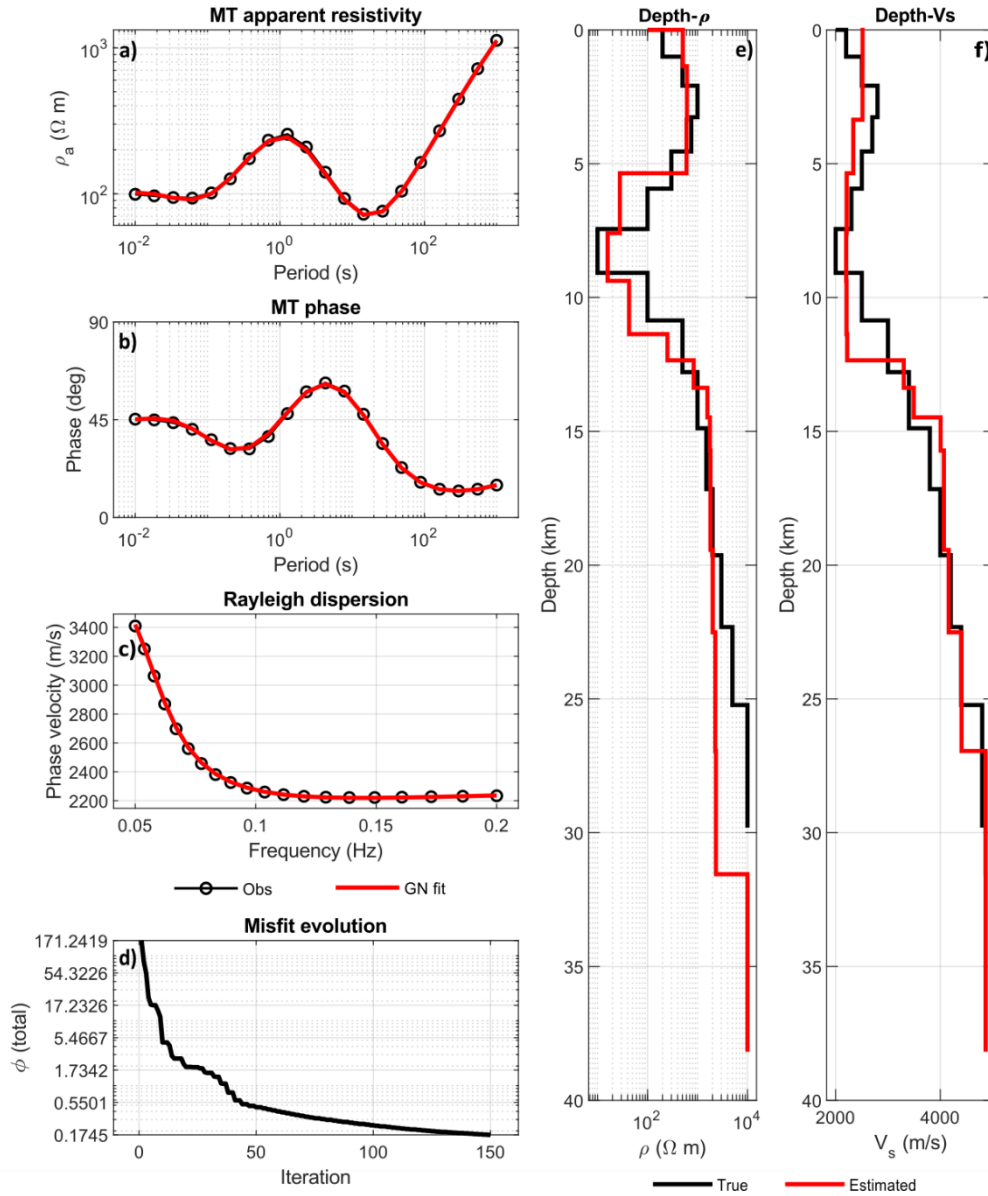 MT apparent resistivity
a)
10³
10²
ρₐ (Ω m)
10⁻² 10⁰ 10²
Period (s)
MT phase
b)
90
45
0
Phase (deg)
10⁻² 10⁰ 10²
Period (s)
Rayleigh dispersion
c)
3400
3200
3000
2800
2600
2400
2200
Phase velocity (m/s)
0.05 0.1 0.15 0.2
Frequency (Hz)
Obs GN fit
Misfit evolution
d)
171.2419
54.3226
17.2326
5.4667
1.7342
0.5501
0.1745
ϕ (total)
0 50 100 150
Iteration
Depth-ρ
e)
0
5
10
15
20
25
30
35
40
Depth (km)
10² 10⁴
ρ (Ω m)
Depth-Vs
f)
0
5
10
15
20
25
30
35
40
Depth (km)
2000 4000
Vₛ (m/s)
True Estimated